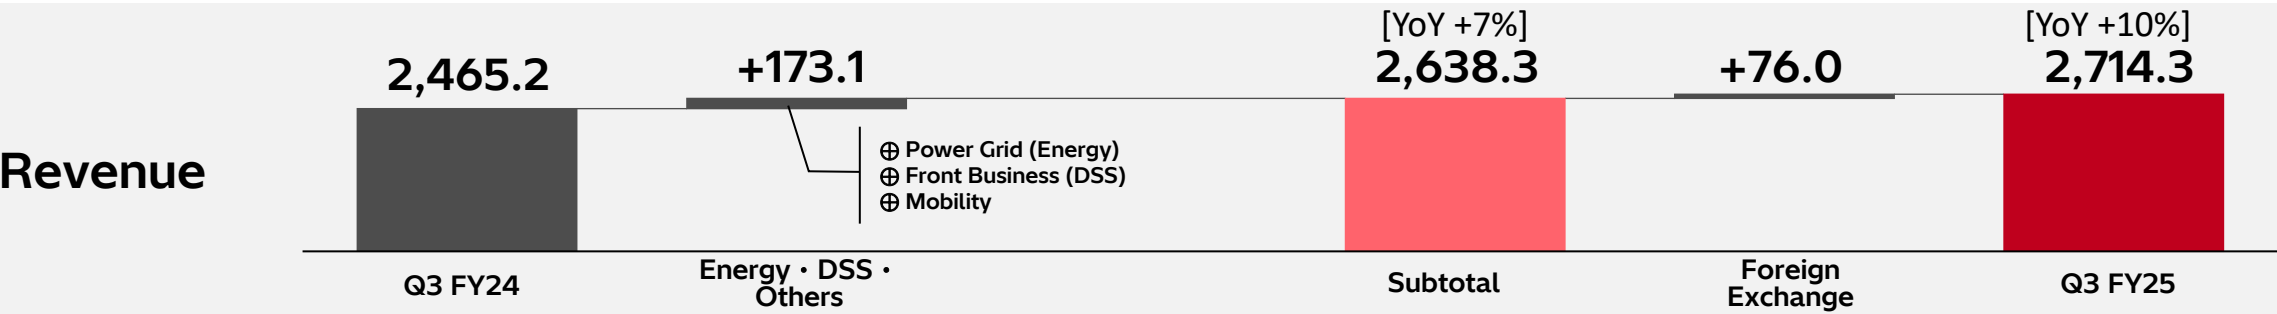 Revenue
2,465.2
+173.1
[YoY +7%]
2,638.3
+76.0
[YoY +10%]
2,714.3
⊕ Power Grid (Energy)
⊕ Front Business (DSS)
⊕ Mobility
Q3 FY24
Energy・DSS・
Others
Subtotal
Foreign
Exchange
Q3 FY25